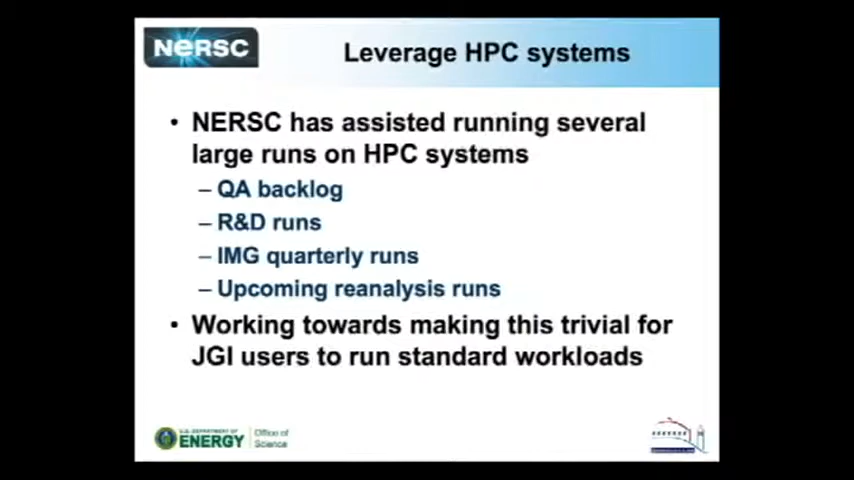 NERSC
Leverage HPC systems
• NERSC has assisted running several
large runs on HPC systems
– QA backlog
– R&D runs
– IMG quarterly runs
– Upcoming reanalysis runs
• Working towards making this trivial for
JGI users to run standard workloads
U.S. DEPARTMENT OF
ENERGY
Office of
Science